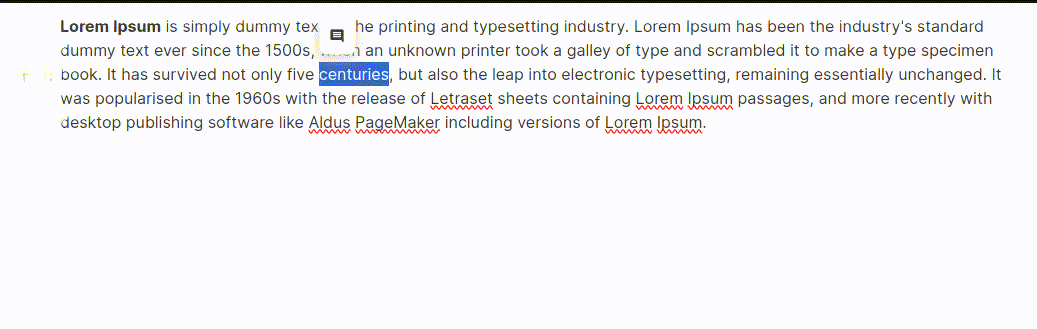 Lorem Ipsum is simply dummy tex he printing and typesetting industry. Lorem Ipsum has been the industry's standard
dummy text ever since the 1500s, an unknown printer took a galley of type and scrambled it to make a type specimen
book. It has survived not only five centuries, but also the leap into electronic typesetting, remaining essentially unchanged. It
was popularised in the 1960s with the release of Letraset sheets containing Lorem Ipsum passages, and more recently with
desktop publishing software like Aldus PageMaker including versions of Lorem Ipsum.